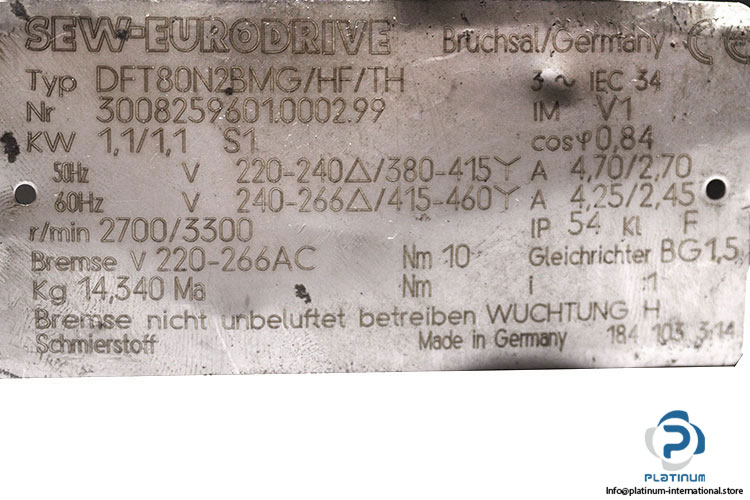 SEW-EURODRIVE Bruchsal/Germany CE
Typ DFT80N2BMG/HF/TH 3 ~ IEC 34
Nr 3008259601.0002.99 IM V1
KW 1,1/1,1 S1 cosφ 0,84
50Hz V 220-240△/380-415Y A 4,70/2,70
60Hz V 240-266△/415-460Y A 4,25/2,45
r/min 2700/3300 IP 54 Kl F
Bremse V 220-266AC Nm 10 Gleichrichter BG1,5
Kg 14,340 Ma Nm i :1
Bremse nicht unbelüftet betreiben WUCHTUNG H
Schmierstoff Made in Germany 184 103 3.14
PLATINUM
Info@platinum-international.store